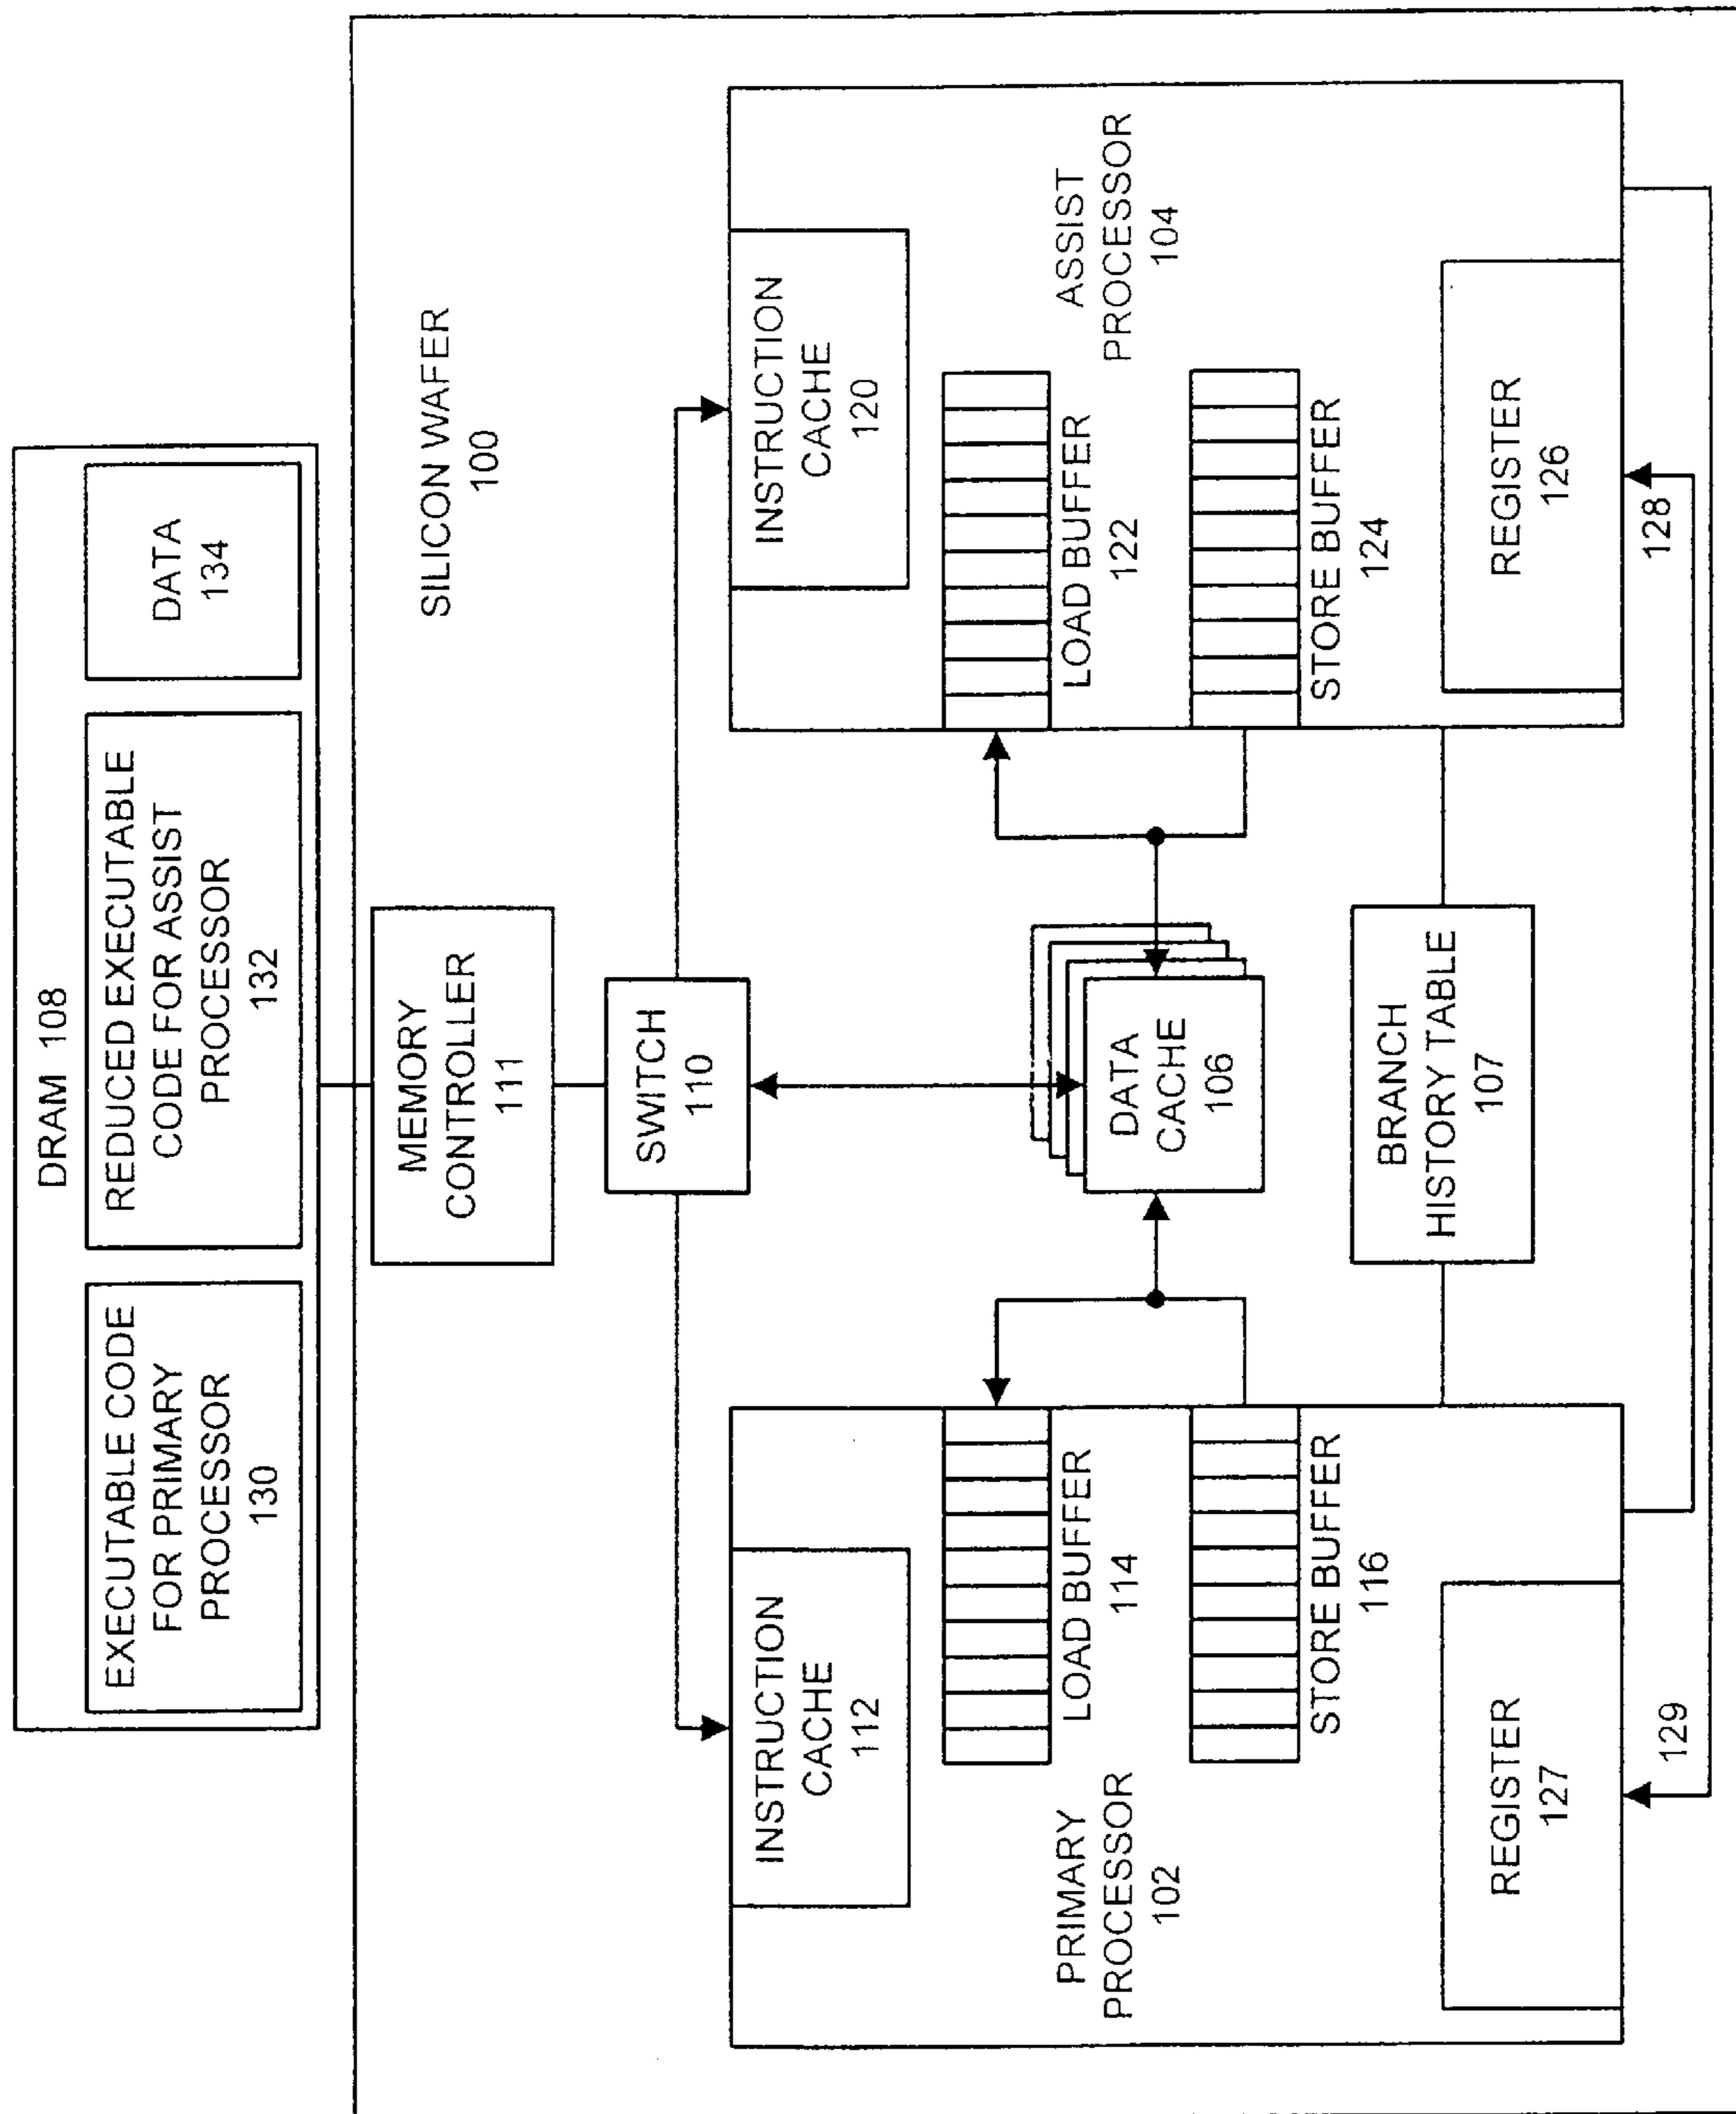 DRAM 108
EXECUTABLE CODE
FOR PRIMARY
PROCESSOR
130
REDUCED EXECUTABLE
CODE FOR ASSIST
PROCESSOR
132
DATA
134
SILICON WAFER
100
MEMORY
CONTROLLER
111
SWITCH
110
INSTRUCTION
CACHE
112
INSTRUCTION
CACHE
120
PRIMARY
PROCESSOR
102
LOAD BUFFER
114
STORE BUFFER
116
REGISTER
127
DATA
CACHE
106
BRANCH
HISTORY TABLE
107
LOAD BUFFER
122
STORE BUFFER
124
ASSIST
PROCESSOR
104
REGISTER
126
129
128